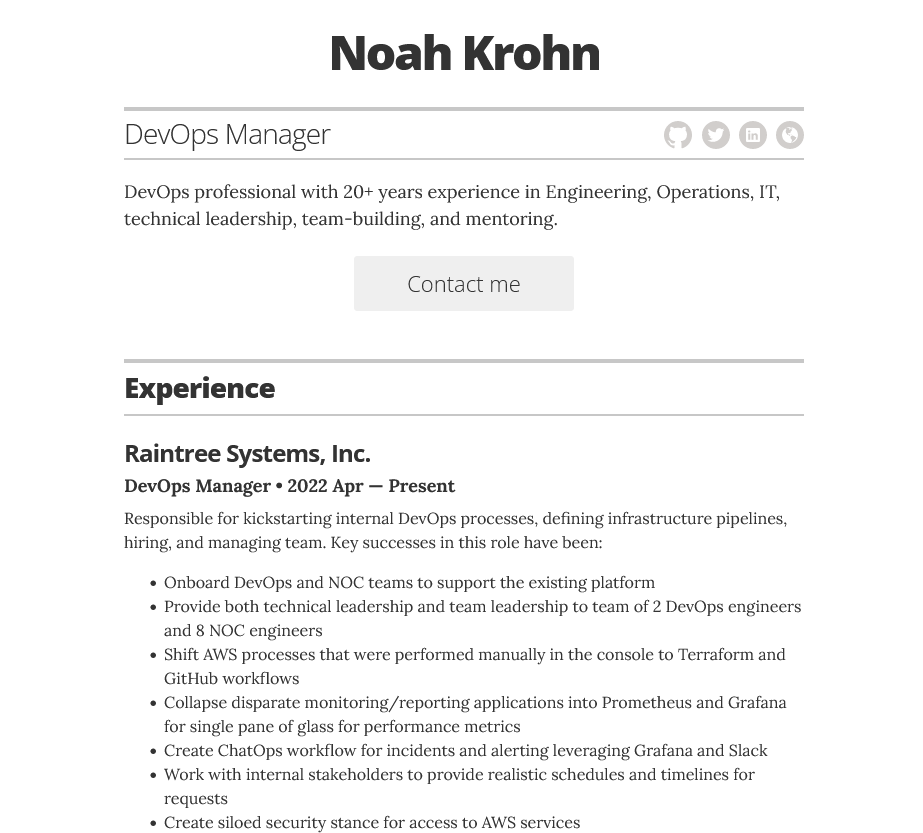 Noah Krohn
DevOps Manager
DevOps professional with 20+ years experience in Engineering, Operations, IT,
technical leadership, team-building, and mentoring.
Contact me
Experience
Raintree Systems, Inc.
DevOps Manager • 2022 Apr — Present
Responsible for kickstarting internal DevOps processes, defining infrastructure pipelines,
hiring, and managing team. Key successes in this role have been:
• Onboard DevOps and NOC teams to support the existing platform
• Provide both technical leadership and team leadership to team of 2 DevOps engineers
and 8 NOC engineers
• Shift AWS processes that were performed manually in the console to Terraform and
GitHub workflows
• Collapse disparate monitoring/reporting applications into Prometheus and Grafana
for single pane of glass for performance metrics
• Create ChatOps workflow for incidents and alerting leveraging Grafana and Slack
• Work with internal stakeholders to provide realistic schedules and timelines for
requests
• Create siloed security stance for access to AWS services